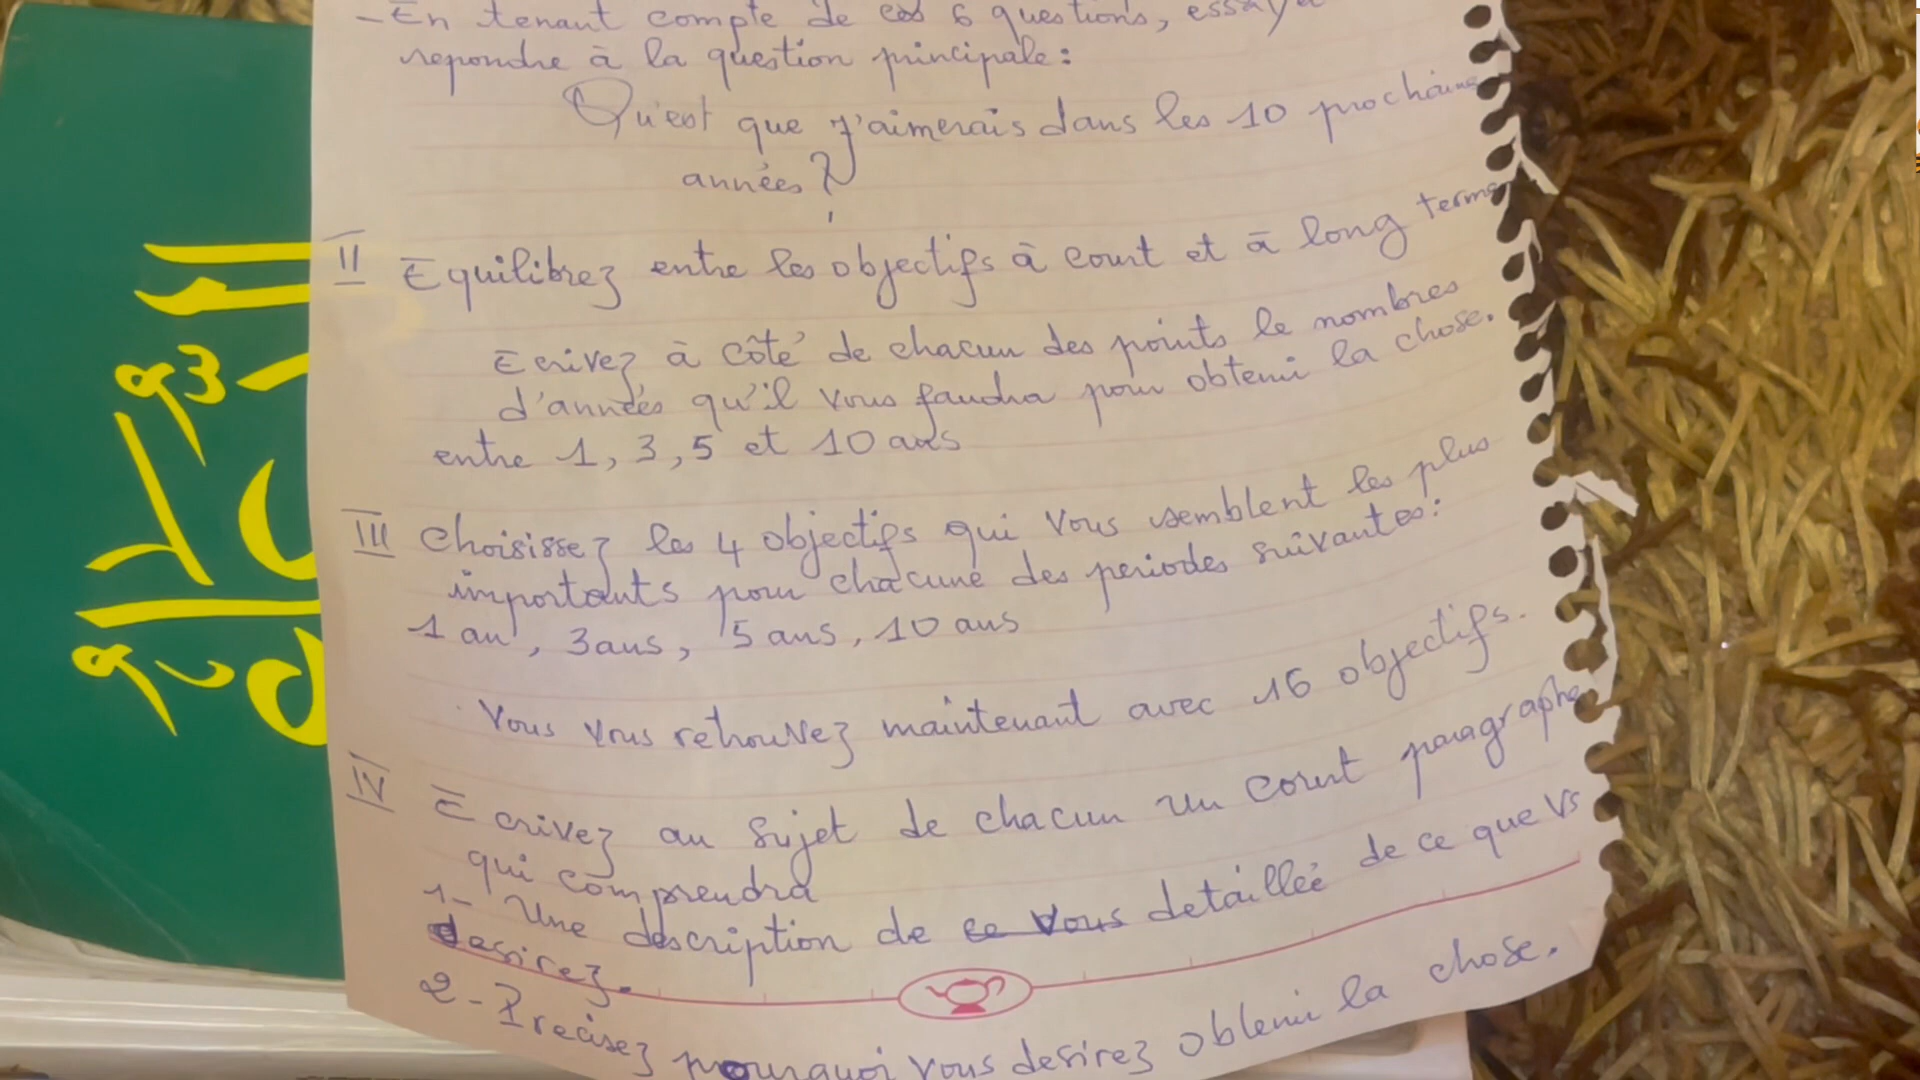 - En tenant compte de ces 6 questions,
repondre à la question principale:
Qu'est que j'aimerais dans les 10 prochaines
années?
II Equilibrez entre les objectifs à court et à long terme
Ecrivez à côté de chacun des points le nombres
d'années qu'il vous faudra pour obtenir la chose.
entre 1, 3, 5 et 10 ans
III Choisissez les 4 objectifs qui vous semblent les plus
importants pour chacune des periodes suivantes:
1 an, 3 ans, 5 ans, 10 ans
Vous vous retrouvez maintenant avec 16 objectifs.
IV Ecrivez au sujet de chacun un court paragraphe
qui comprendra
1- Une description de ce vous detaillée de ce que vs
desirez.
2- Precisez pourquoi vous desirez obtenir la chose.